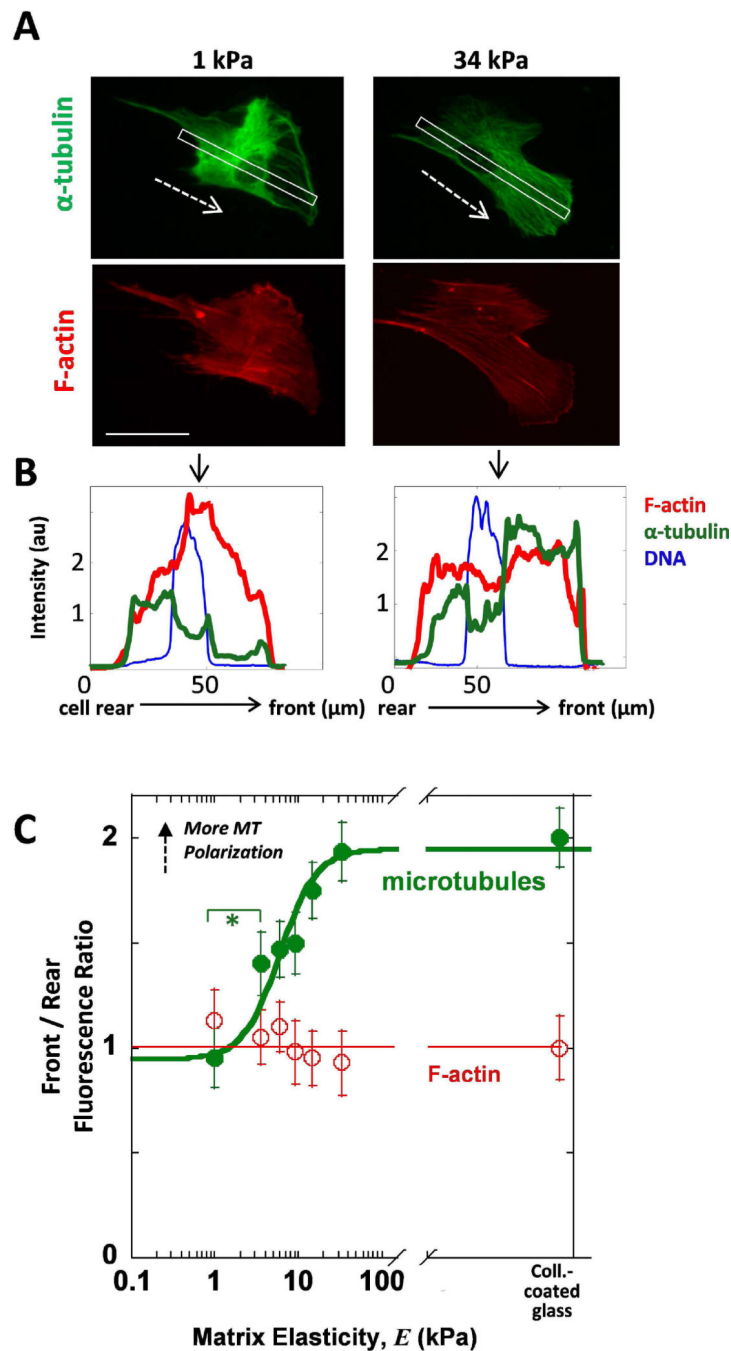 A
1 kPa 34 kPa
α-tubulin
F-actin
B
Intensity (au)
2
1
0 50
cell rear front (μm)
2
1
0 50
rear front (μm)
F-actin
α-tubulin
DNA
C
Front / Rear
Fluorescence Ratio
2
1
0
More MT
Polarization
*
microtubules
F-actin
0.1 1 10 100
Coll.-
coated
glass
Matrix Elasticity, E (kPa)